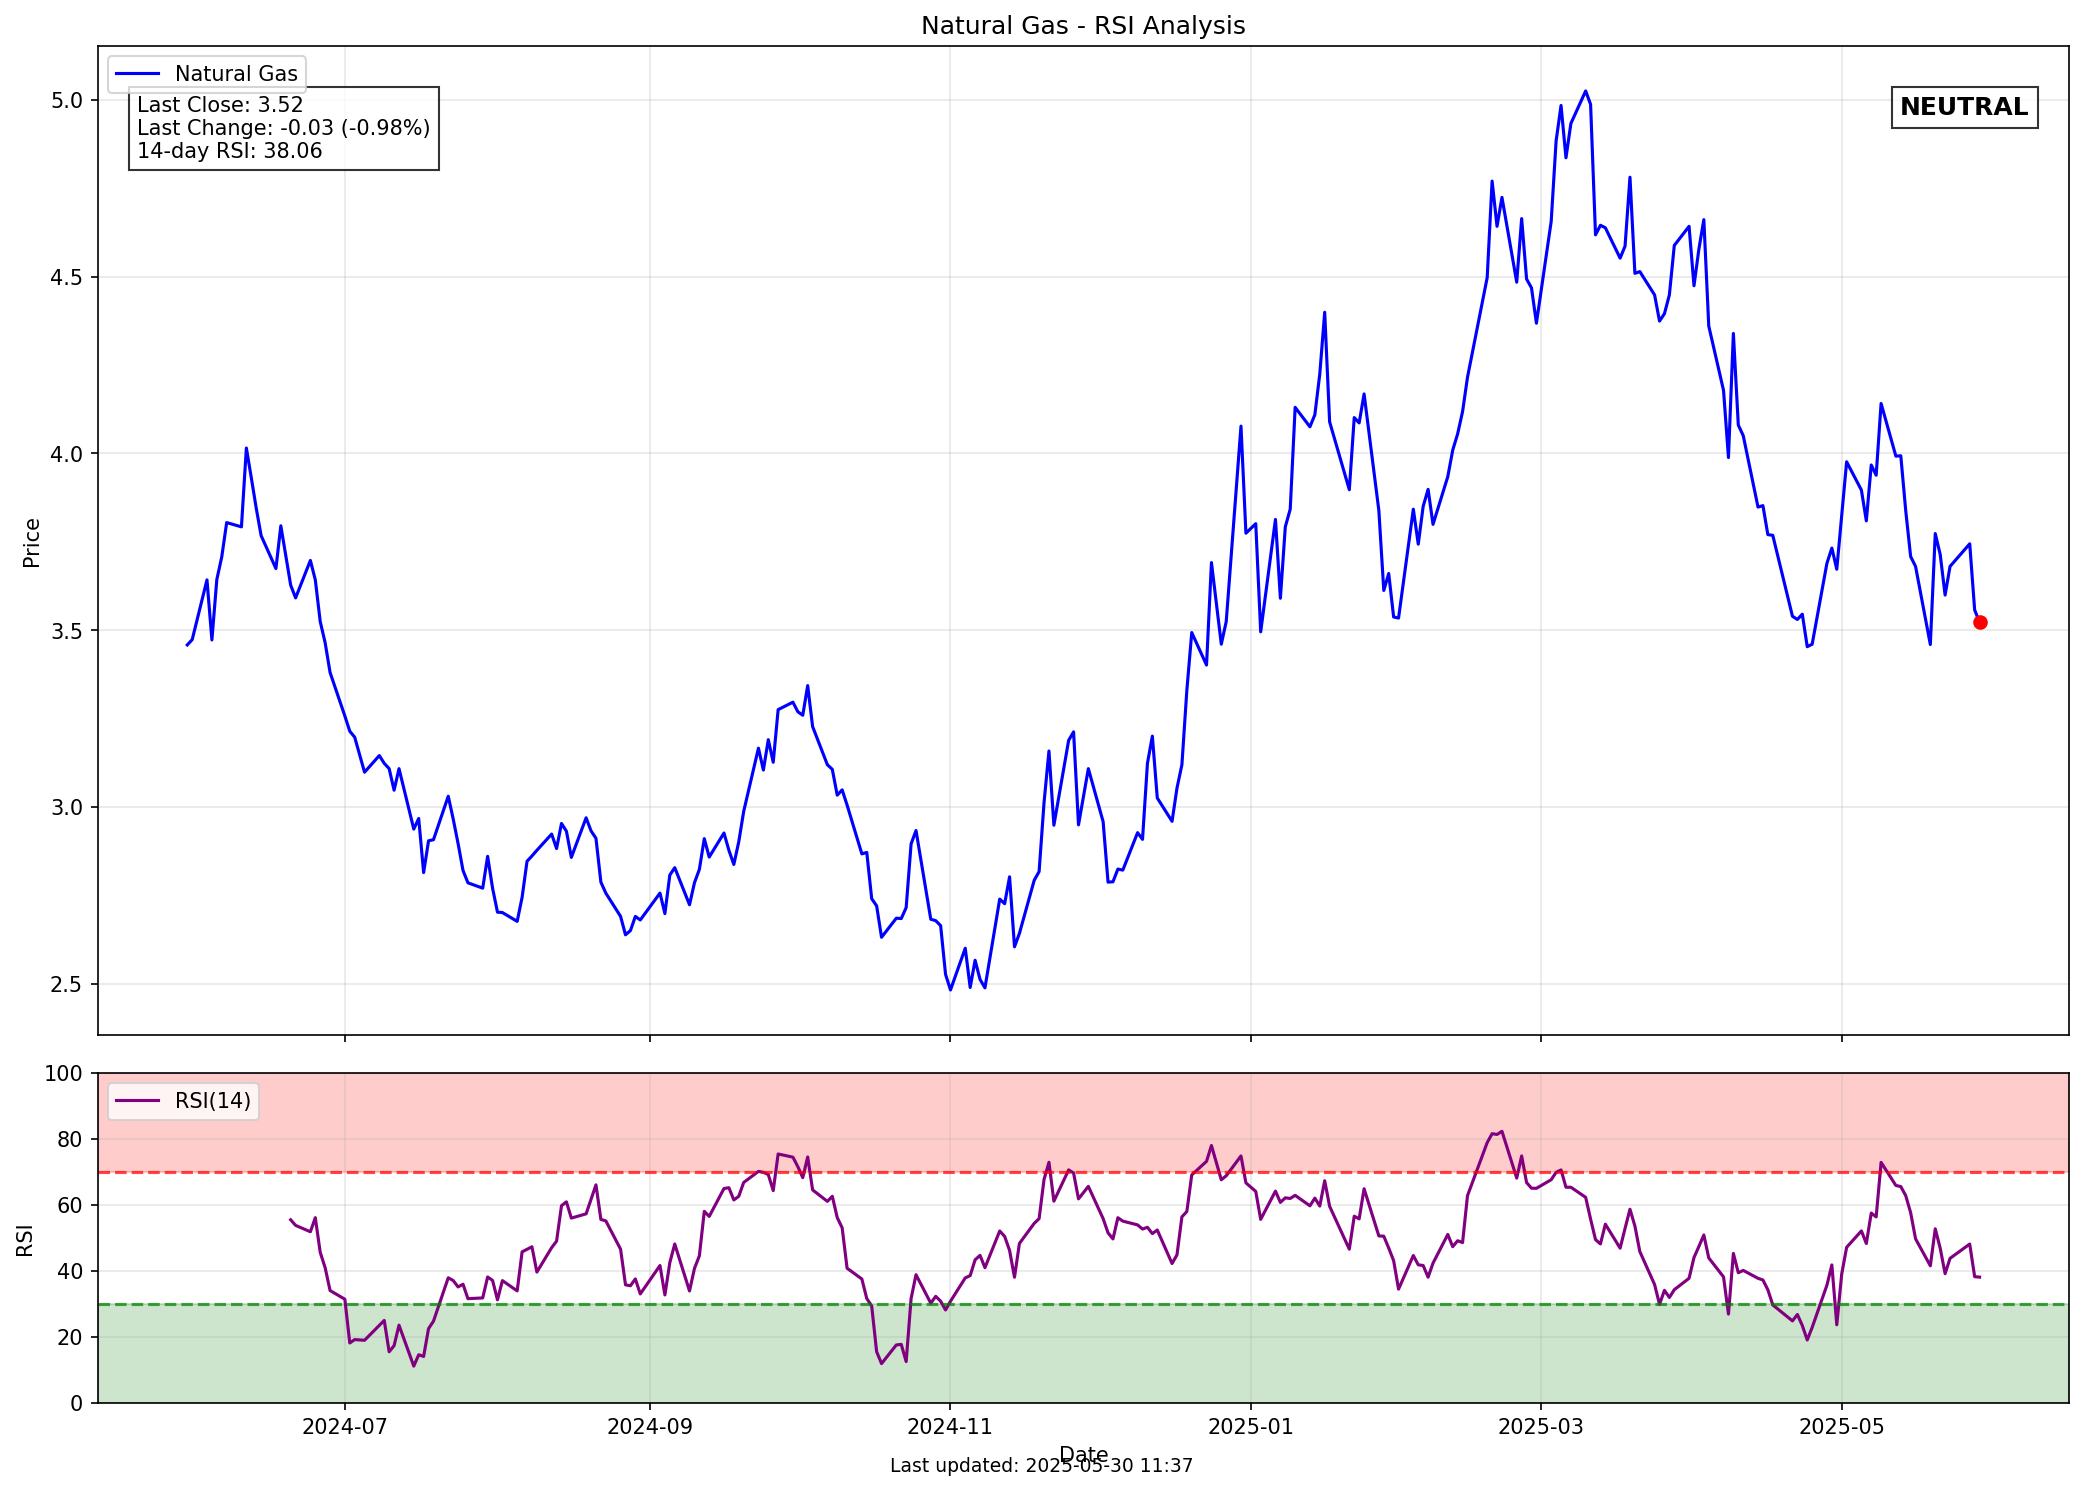 Natural Gas - RSI Analysis
Natural Gas
Last Close: 3.52
Last Change: -0.03 (-0.98%)
14-day RSI: 38.06
NEUTRAL
Price
5.0
4.5
4.0
3.5
3.0
2.5
RSI(14)
RSI
100
80
60
40
20
0
2024-07
2024-09
2024-11
2025-01
2025-03
2025-05
Date
Last updated: 2025-05-30 11:37